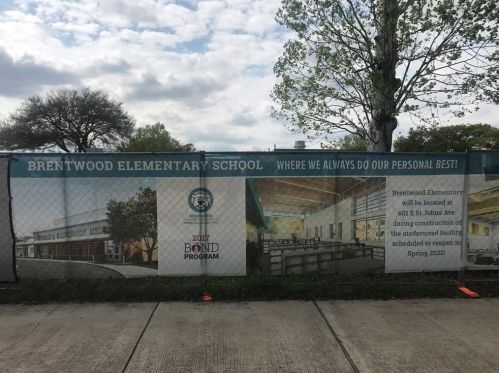 BRENTWOOD ELEMENTARY SCHOOL WHERE WE ALWAYS DO OUR PERSONAL BEST!
2017
BOND
PROGRAM
Brentwood Elementary
will be located at
601 E St. Johns Ave.
during construction of
the modernized facility
scheduled to reopen in
Spring 2021!